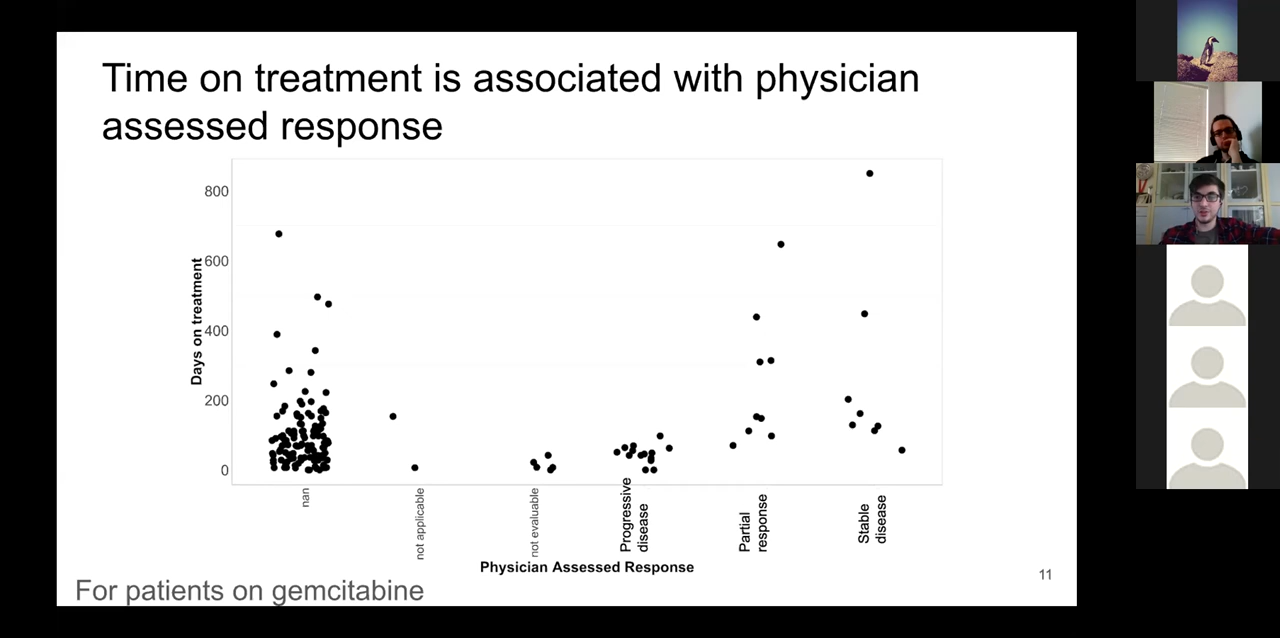 Time on treatment is associated with physician
assessed response
800
600
400
200
0
Days on treatment
nan
not applicable
not evaluable
Progressive
disease
Partial
response
Stable
disease
Physician Assessed Response
For patients on gemcitabine
11